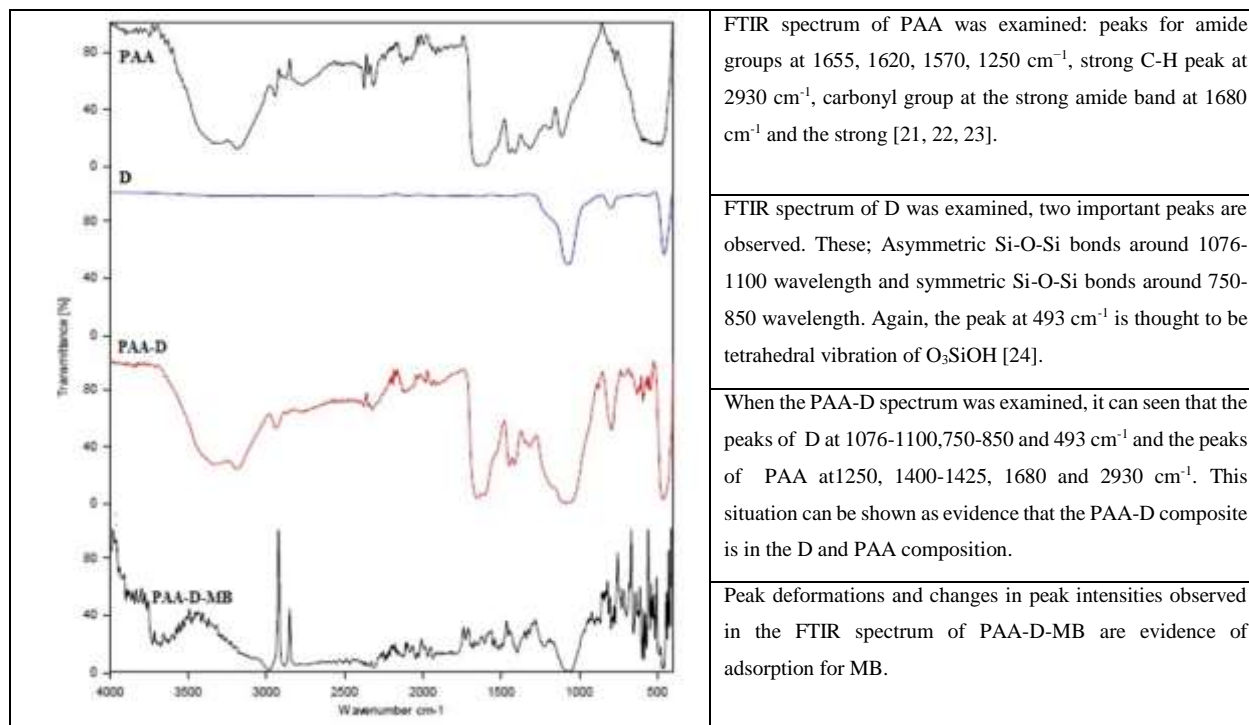 80
PAA
40
0
D
80
40
0
PAA-D
80
40
0
80
PAA-D-MB
40
0
4000 3000 2500 2000 1500 1000 500
Wavenumber cm-1
Transmittance [%]
FTIR spectrum of PAA was examined: peaks for amide
groups at 1655, 1620, 1570, 1250 cm⁻¹, strong C-H peak at
2930 cm-1, carbonyl group at the strong amide band at 1680
cm-1 and the strong [21, 22, 23].
FTIR spectrum of D was examined, two important peaks are
observed. These; Asymmetric Si-O-Si bonds around 1076-
1100 wavelength and symmetric Si-O-Si bonds around 750-
850 wavelength. Again, the peak at 493 cm-1 is thought to be
tetrahedral vibration of O3SiOH [24].
When the PAA-D spectrum was examined, it can seen that the
peaks of D at 1076-1100,750-850 and 493 cm-1 and the peaks
of PAA at1250, 1400-1425, 1680 and 2930 cm-1. This
situation can be shown as evidence that the PAA-D composite
is in the D and PAA composition.
Peak deformations and changes in peak intensities observed
in the FTIR spectrum of PAA-D-MB are evidence of
adsorption for MB.